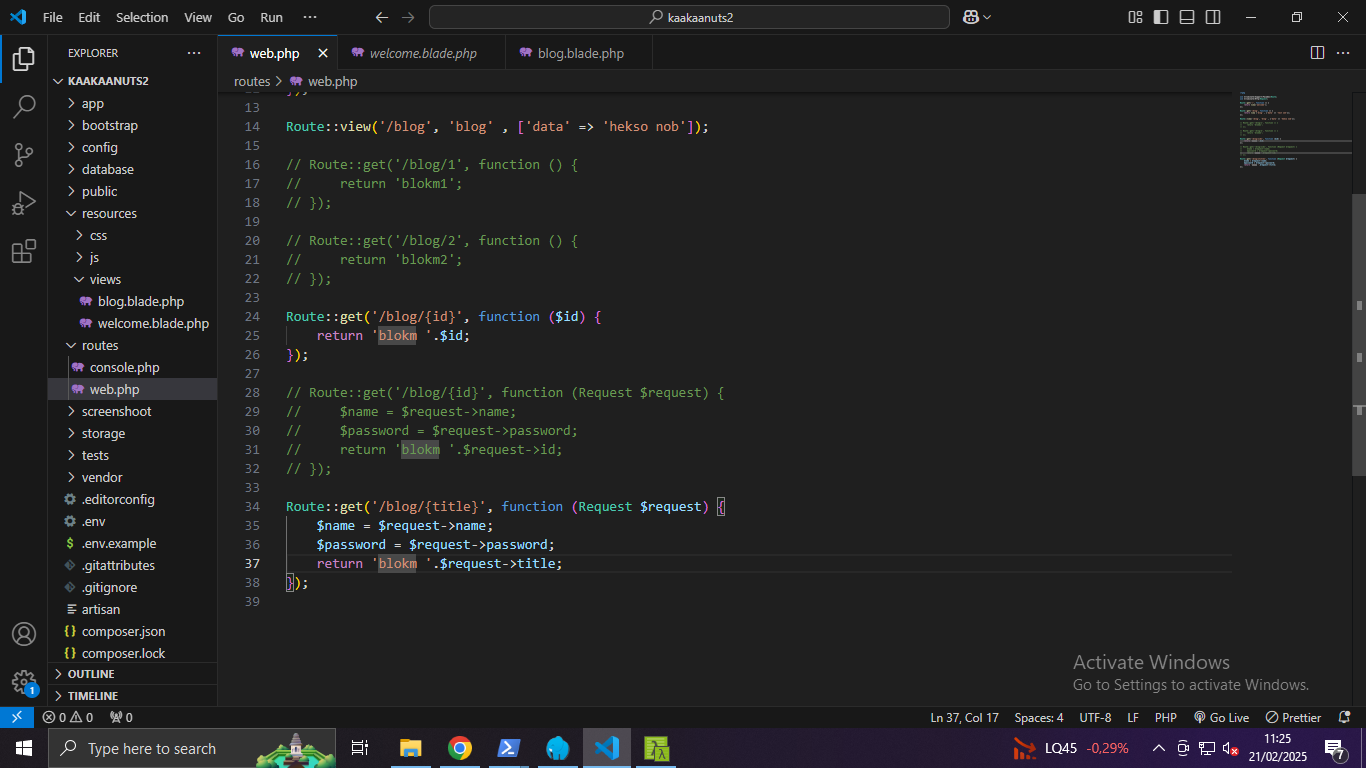 File Edit Selection View Go Run ···
kaakaanuts2
EXPLORER ···
web.php
welcome.blade.php
blog.blade.php
KAAKAANUTS2
routes > web.php
app
bootstrap
config
database
public
resources
css
js
views
blog.blade.php
welcome.blade.php
routes
console.php
web.php
screenshoot
storage
tests
vendor
.editorconfig
.env
.env.example
.gitattributes
.gitignore
artisan
composer.json
composer.lock
OUTLINE
TIMELINE
13
14 Route::view('/blog', 'blog' , ['data' => 'hekso nob']);
15
16 // Route::get('/blog/1', function () {
17 //     return 'blokm1';
18 // });
19
20 // Route::get('/blog/2', function () {
21 //     return 'blokm2';
22 // });
23
24 Route::get('/blog/{id}', function ($id) {
25     return 'blokm '.$id;
26 });
27
28 // Route::get('/blog/{id}', function (Request $request) {
29 //     $name = $request->name;
30 //     $password = $request->password;
31 //     return 'blokm '.$request->id;
32 // });
33
34 Route::get('/blog/{title}', function (Request $request) {
35     $name = $request->name;
36     $password = $request->password;
37     return 'blokm '.$request->title;
38 });
39
Activate Windows
Go to Settings to activate Windows.
1
0 0 0 Ln 37, Col 17 Spaces: 4 UTF-8 LF PHP Go Live Prettier
Type here to search
LQ45 -0,29%
11:25
21/02/2025
7